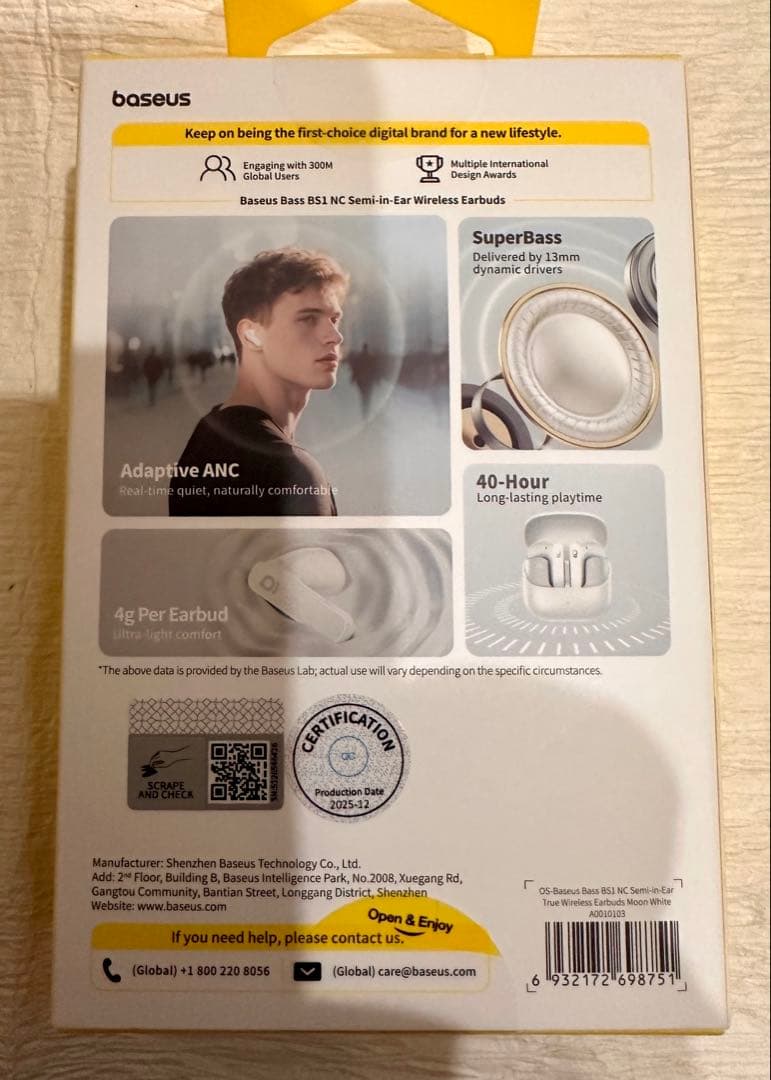 baseus
Keep on being the first-choice digital brand for a new lifestyle.
Engaging with 300M
Global Users
Multiple International
Design Awards
Baseus Bass BS1 NC Semi-in-Ear Wireless Earbuds
Adaptive ANC
Real-time quiet, naturally comfortable
SuperBass
Delivered by 13mm
dynamic drivers
40-Hour
Long-lasting playtime
4g Per Earbud
Ultra-light comfort
*The above data is provided by the Baseus Lab; actual use will vary depending on the specific circumstances.
SCRAPE
AND CHECK
CERTIFICATION
QC
Production Date
2025-12
Manufacturer: Shenzhen Baseus Technology Co., Ltd.
Add: 2nd Floor, Building B, Baseus Intelligence Park, No.2008, Xuegang Rd,
Gangtou Community, Bantian Street, Longgang District, Shenzhen
Website: www.baseus.com
Open & Enjoy
If you need help, please contact us.
(Global) +1 800 220 8056
(Global) care@baseus.com
OS-Baseus Bass BS1 NC Semi-in-Ear
True Wireless Earbuds Moon White
A0010103
6 932172 698751